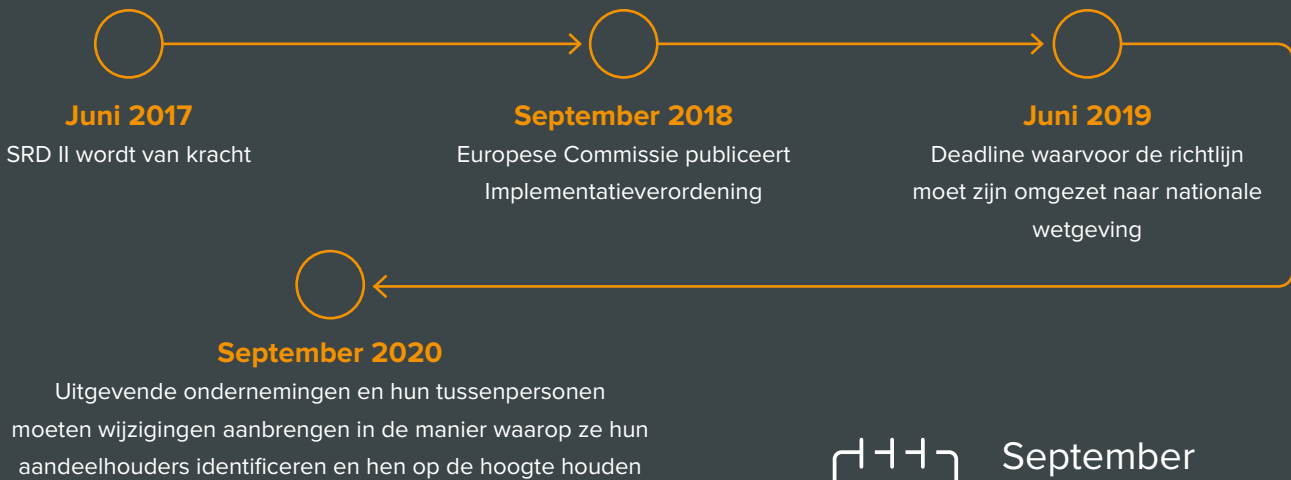 Juni 2017
SRD II wordt van kracht
September 2018
Europese Commissie publiceert
Implementatieverordening
Juni 2019
Deadline waarvoor de richtlijn
moet zijn omgezet naar nationale
wetgeving
September 2020
Uitgevende ondernemingen en hun tussenpersonen
moeten wijzigingen aanbrengen in de manier waarop ze hun
aandeelhouders identificeren en hen op de hoogte houden
September